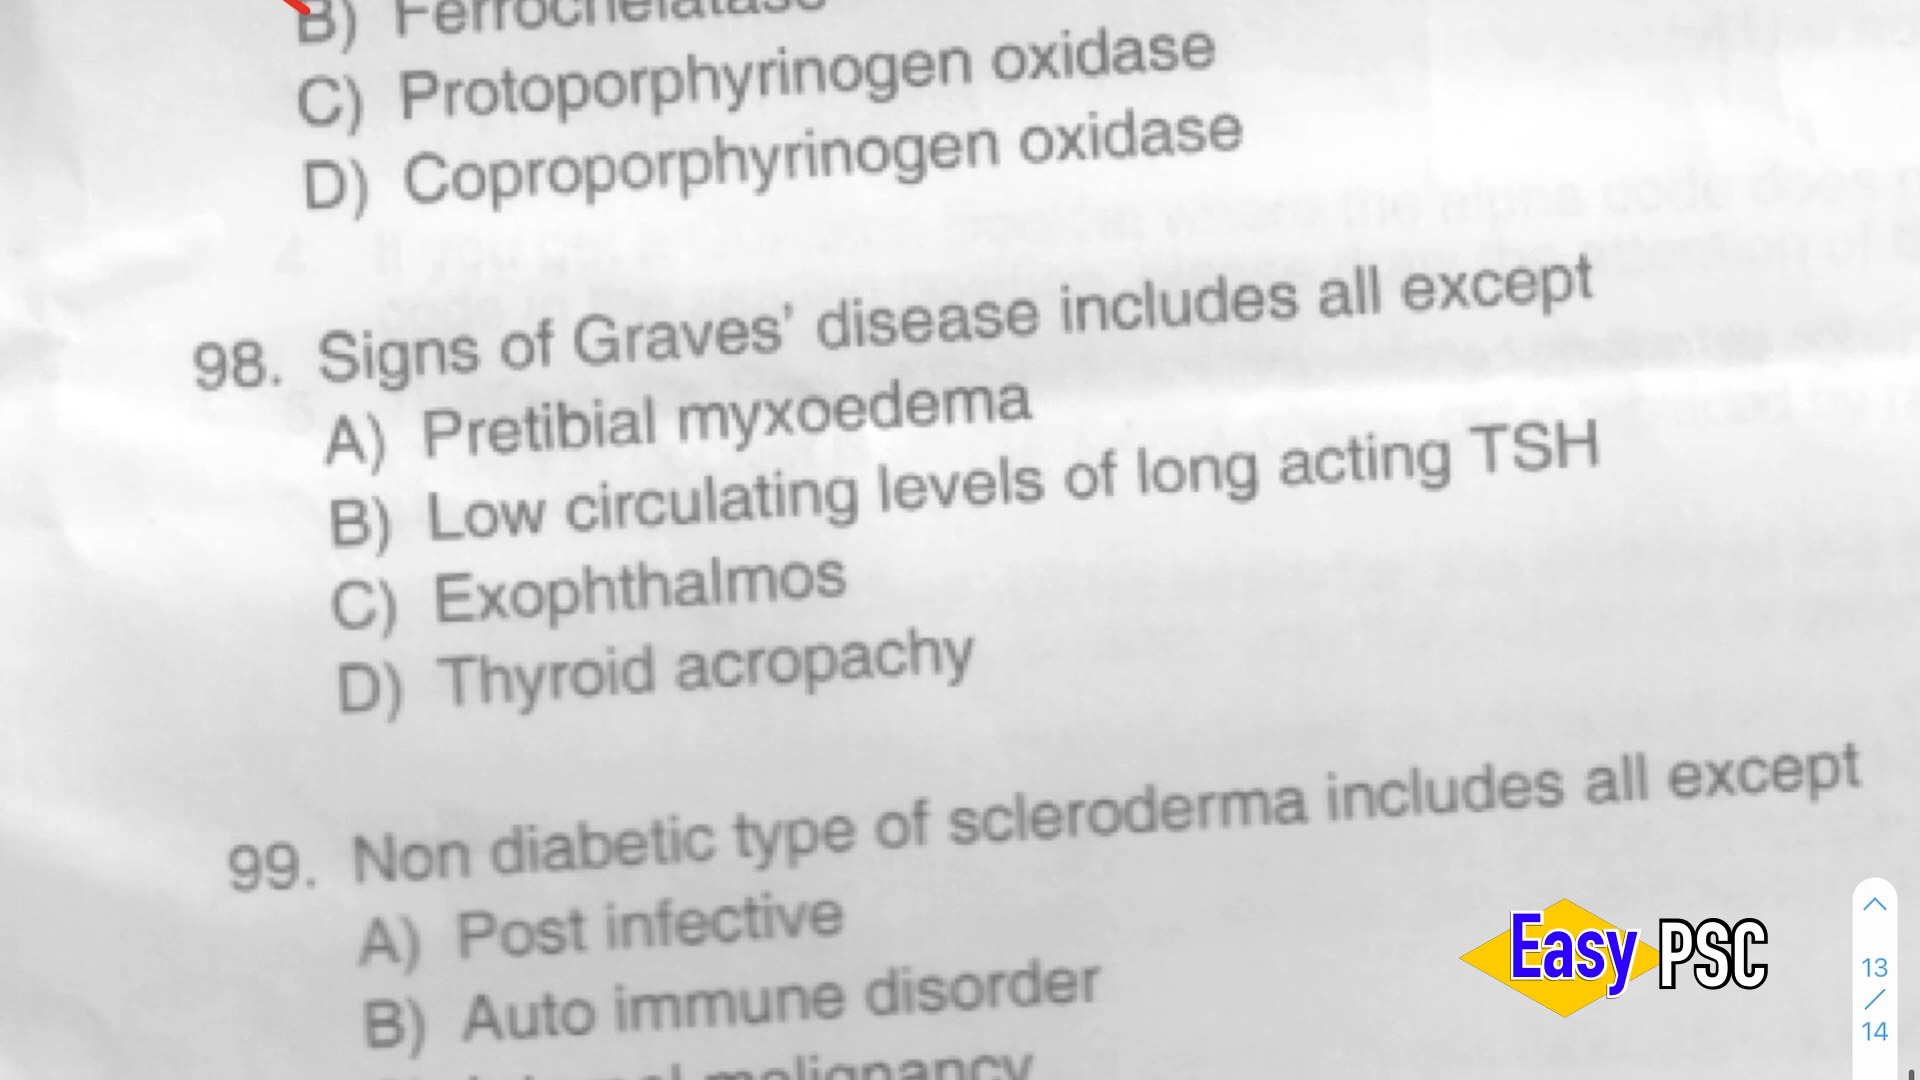 B) Ferrochelatase
C) Protoporphyrinogen oxidase
D) Coproporphyrinogen oxidase
98. Signs of Graves' disease includes all except
A) Pretibial myxoedema
B) Low circulating levels of long acting TSH
C) Exophthalmos
D) Thyroid acropachy
99. Non diabetic type of scleroderma includes all except
A) Post infective
B) Auto immune disorder
malignancy
Easy PSC
13
/
14